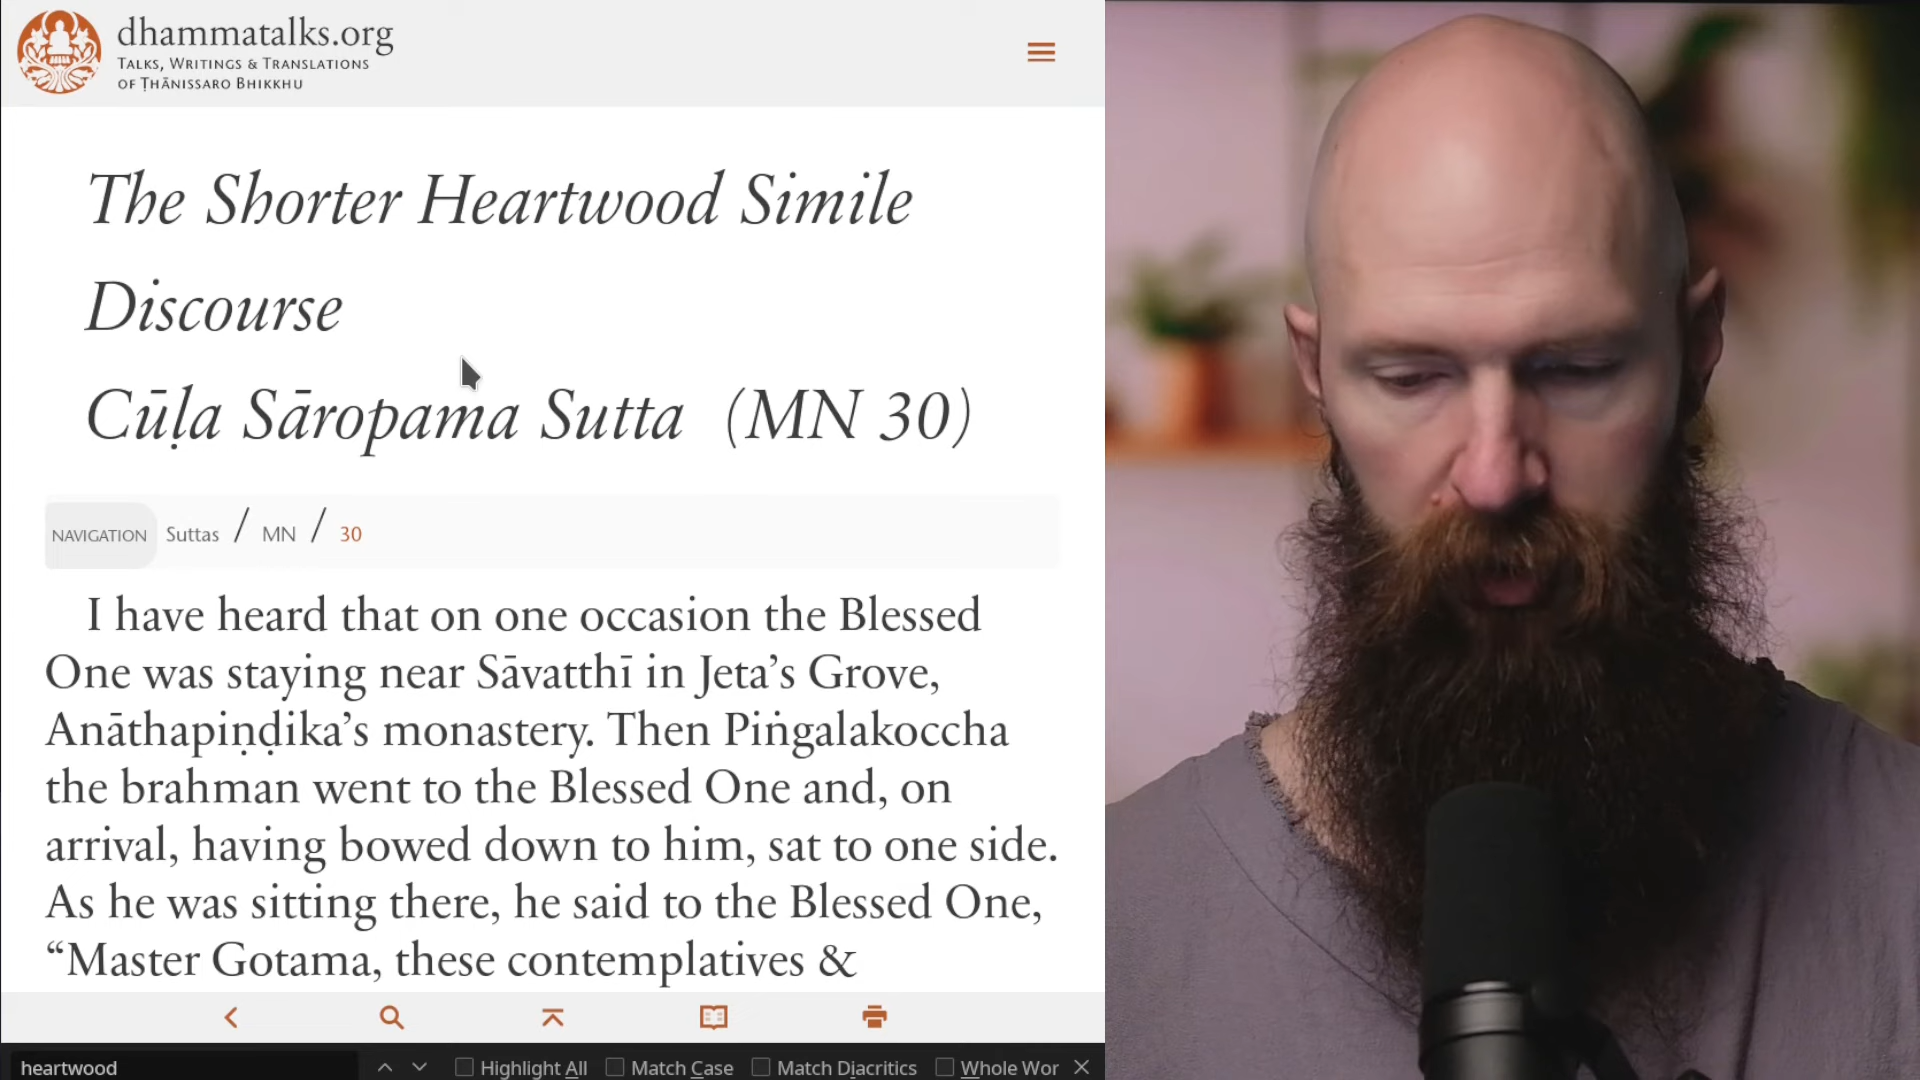 dhammatalks.org
Talks, Writings & Translations
of Ṭhānissaro Bhikkhu
The Shorter Heartwood Simile
Discourse
Cūḷa Sāropama Sutta (MN 30)
NAVIGATION Suttas / MN / 30
I have heard that on one occasion the Blessed
One was staying near Sāvatthī in Jeta’s Grove,
Anāthapiṇḍika’s monastery. Then Piṅgalakoccha
the brahman went to the Blessed One and, on
arrival, having bowed down to him, sat to one side.
As he was sitting there, he said to the Blessed One,
“Master Gotama, these contemplatives &
heartwood Highlight All Match Case Match Diacritics Whole Wor